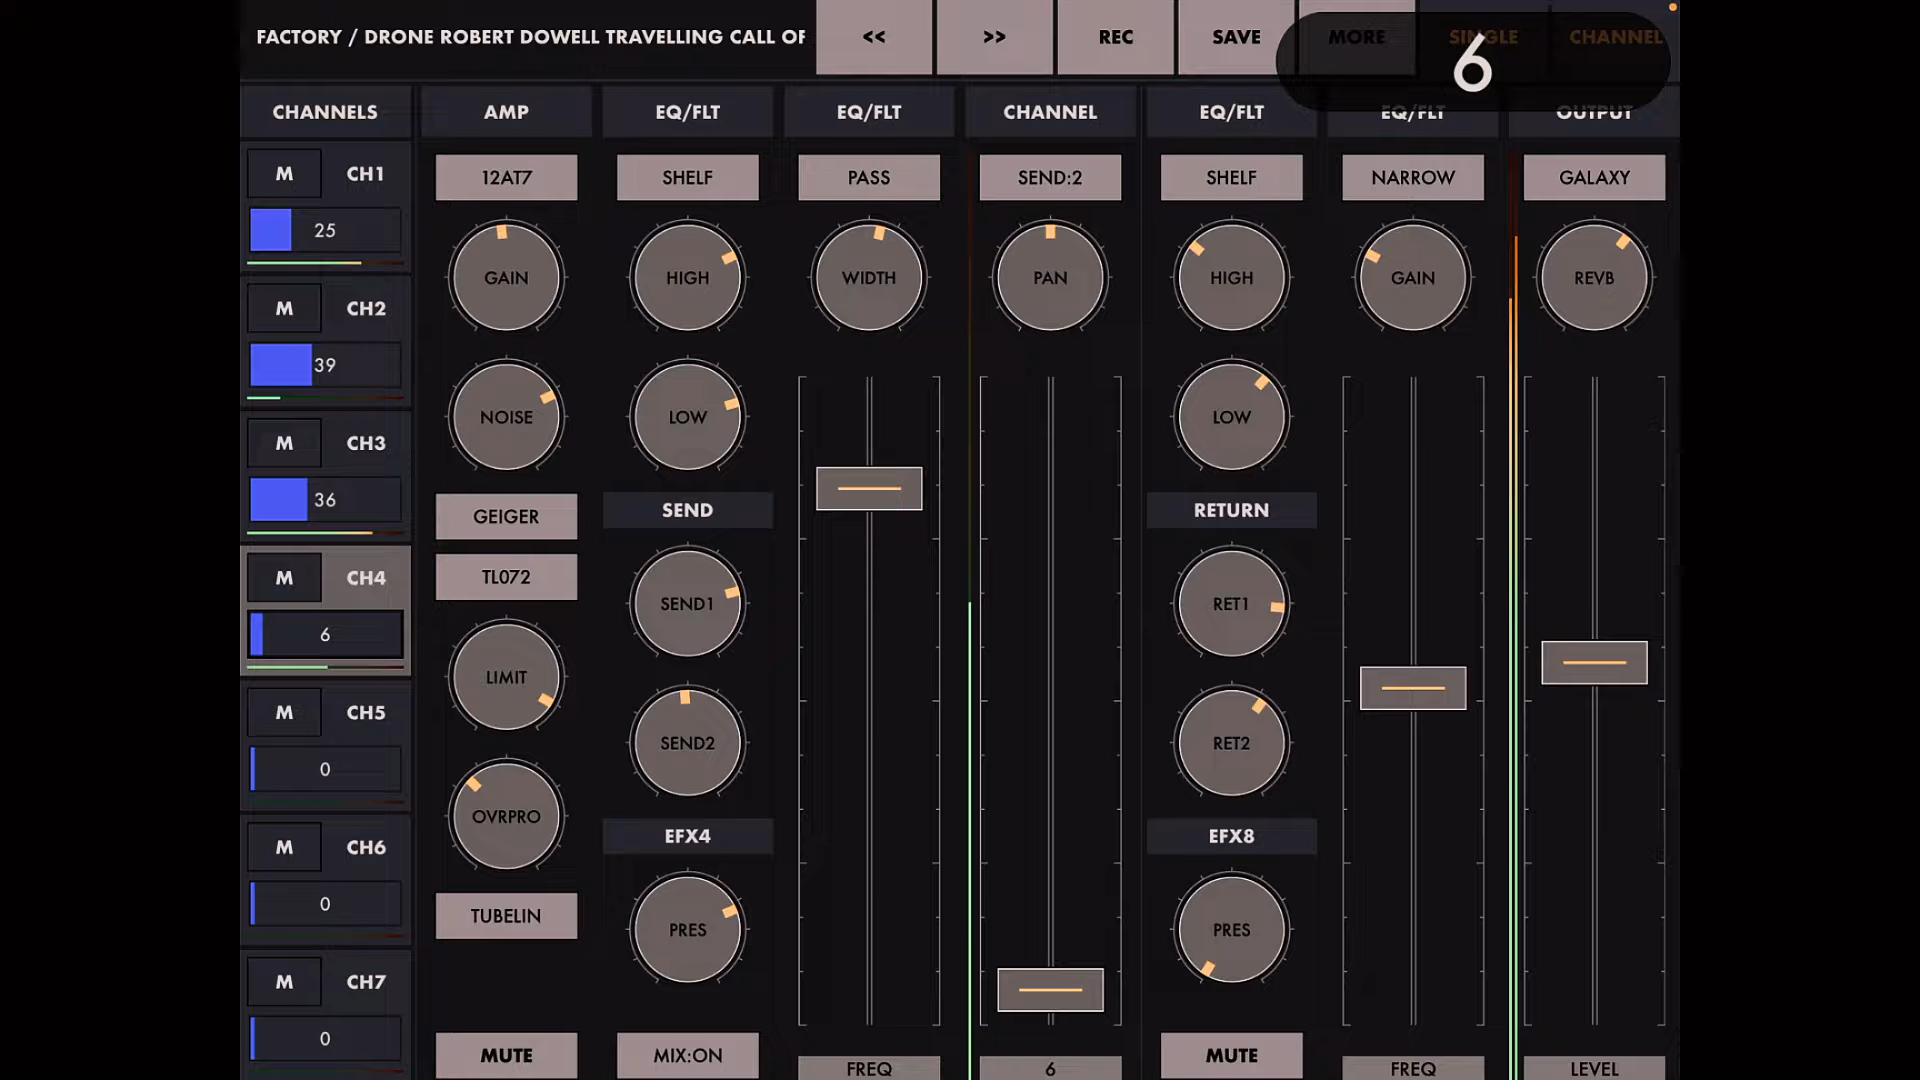 FACTORY / DRONE ROBERT DOWELL TRAVELLING CALL OF
<<
>>
REC
SAVE
MORE
SINGLE
CHANNEL
6
CHANNELS
AMP
EQ/FLT
EQ/FLT
CHANNEL
EQ/FLT
EQ/FLT
OUTPUT
M
CH1
25
M
CH2
39
M
CH3
36
M
CH4
6
M
CH5
0
M
CH6
0
M
CH7
0
12AT7
GAIN
NOISE
GEIGER
TL072
LIMIT
OVRPRO
TUBELIN
MUTE
SHELF
HIGH
LOW
SEND
SEND1
SEND2
EFX4
PRES
MIX:ON
PASS
WIDTH
FREQ
SEND:2
PAN
6
SHELF
HIGH
LOW
RETURN
RET1
RET2
EFX8
PRES
MUTE
NARROW
GAIN
FREQ
GALAXY
REVB
LEVEL